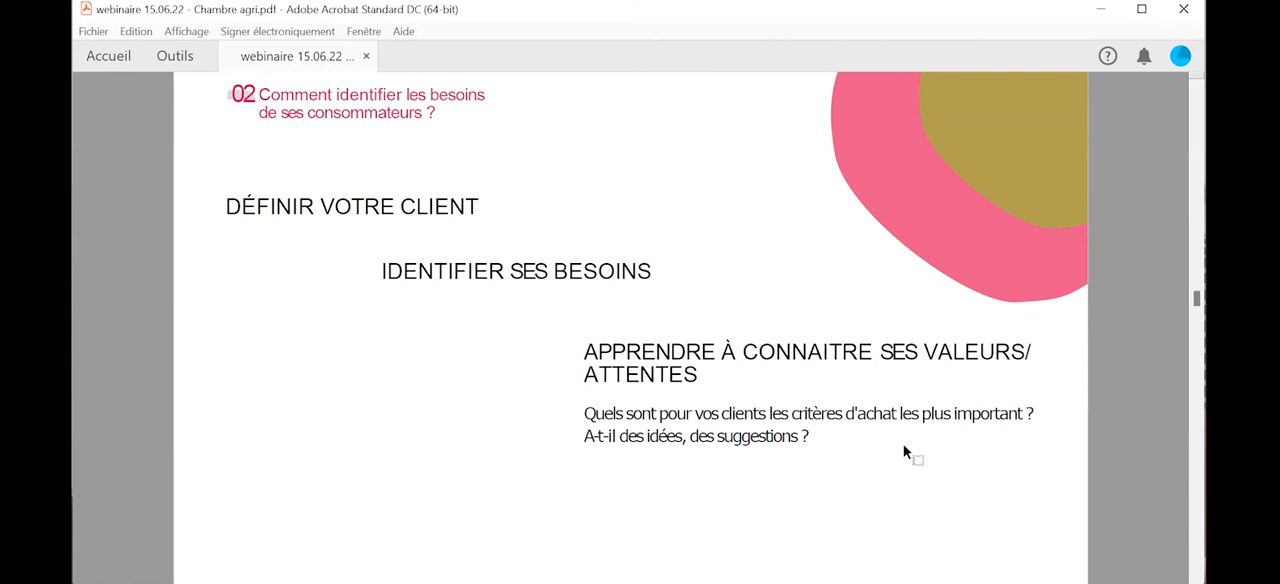 webinaire 15.06.22 - Chambre agri.pdf - Adobe Acrobat Standard DC (64-bit)
Fichier Edition Affichage Signer électroniquement Fenêtre Aide
Accueil Outils webinaire 15.06.22 ... ×
02 Comment identifier les besoins
de ses consommateurs ?
DÉFINIR VOTRE CLIENT
IDENTIFIER SES BESOINS
APPRENDRE À CONNAITRE SES VALEURS/
ATTENTES
Quels sont pour vos clients les critères d'achat les plus important ?
A-t-il des idées, des suggestions ?